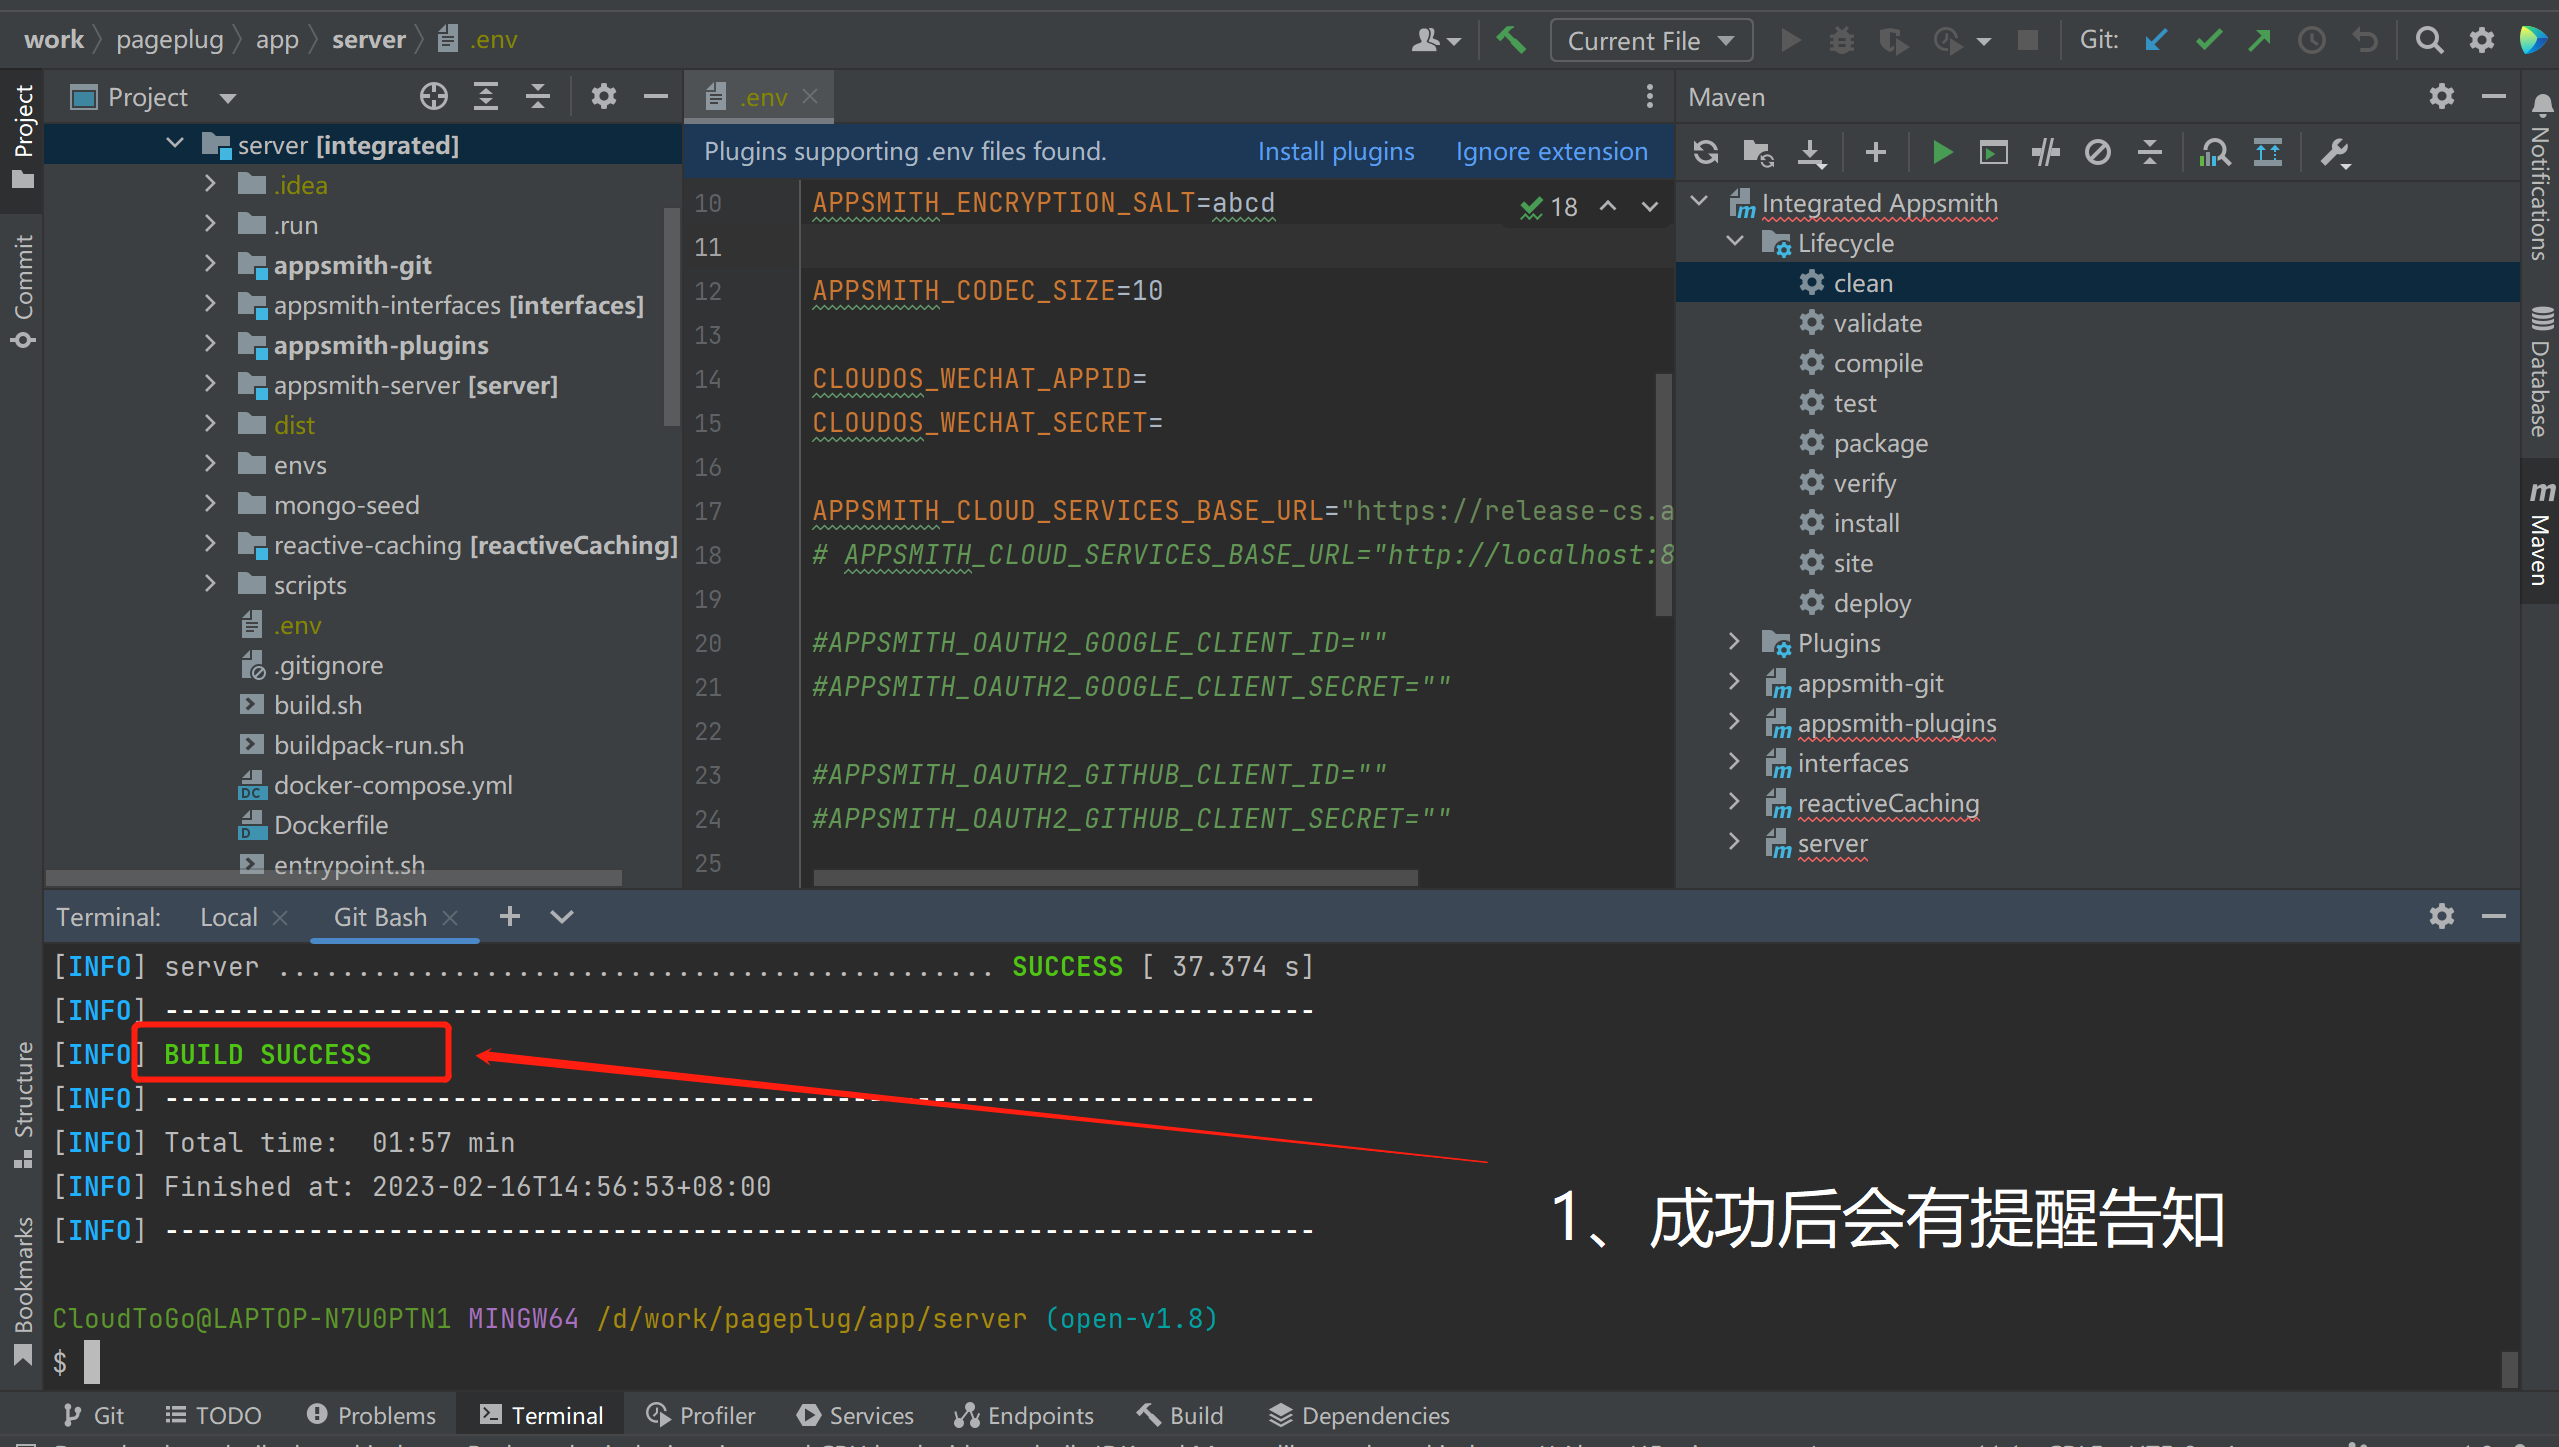 work pageplug app server .env
Current File
Git:
Project
Commit
Structure
Bookmarks
Project
server [integrated]
.idea
.run
appsmith-git
appsmith-interfaces [interfaces]
appsmith-plugins
appsmith-server [server]
dist
envs
mongo-seed
reactive-caching [reactiveCaching]
scripts
.env
.gitignore
build.sh
buildpack-run.sh
docker-compose.yml
Dockerfile
entrypoint.sh
.env
Plugins supporting .env files found. Install plugins Ignore extension
18
10 APPSMITH_ENCRYPTION_SALT=abcd
11
12 APPSMITH_CODEC_SIZE=10
13
14 CLOUDOS_WECHAT_APPID=
15 CLOUDOS_WECHAT_SECRET=
16
17 APPSMITH_CLOUD_SERVICES_BASE_URL="https://release-cs.a
18 # APPSMITH_CLOUD_SERVICES_BASE_URL="http://localhost:8
19
20 #APPSMITH_OAUTH2_GOOGLE_CLIENT_ID=""
21 #APPSMITH_OAUTH2_GOOGLE_CLIENT_SECRET=""
22
23 #APPSMITH_OAUTH2_GITHUB_CLIENT_ID=""
24 #APPSMITH_OAUTH2_GITHUB_CLIENT_SECRET=""
25
Maven
Integrated Appsmith
Lifecycle
clean
validate
compile
test
package
verify
install
site
deploy
Plugins
appsmith-git
appsmith-plugins
interfaces
reactiveCaching
server
Notifications
Database
Maven
Terminal: Local Git Bash
[INFO] server ............................................. SUCCESS [ 37.374 s]
[INFO] ------------------------------------------------------------------------
[INFO] BUILD SUCCESS
[INFO] ------------------------------------------------------------------------
[INFO] Total time:  01:57 min
[INFO] Finished at: 2023-02-16T14:56:53+08:00
[INFO] ------------------------------------------------------------------------
1、成功后会有提醒告知
CloudToGo@LAPTOP-N7U0PTN1 MINGW64 /d/work/pageplug/app/server (open-v1.8)
$
Git TODO Problems Terminal Profiler Services Endpoints Build Dependencies